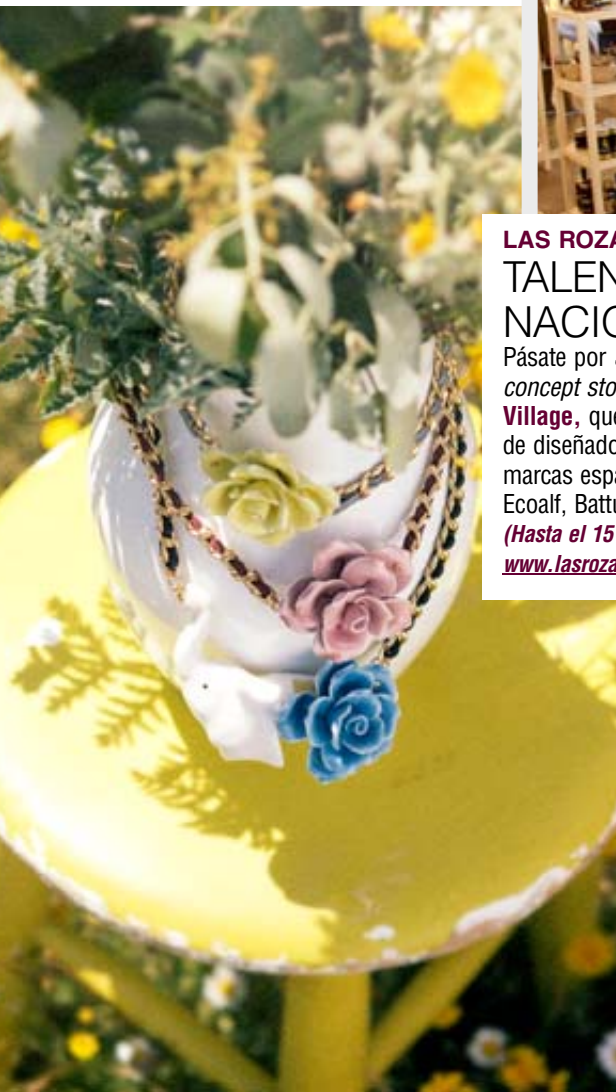 LAS ROZA
TALEN
NACIO
Pásate por
concept sto
Village, que
de diseñado
marcas espa
Ecoalf, Battu
(Hasta el 15
www.lasroza